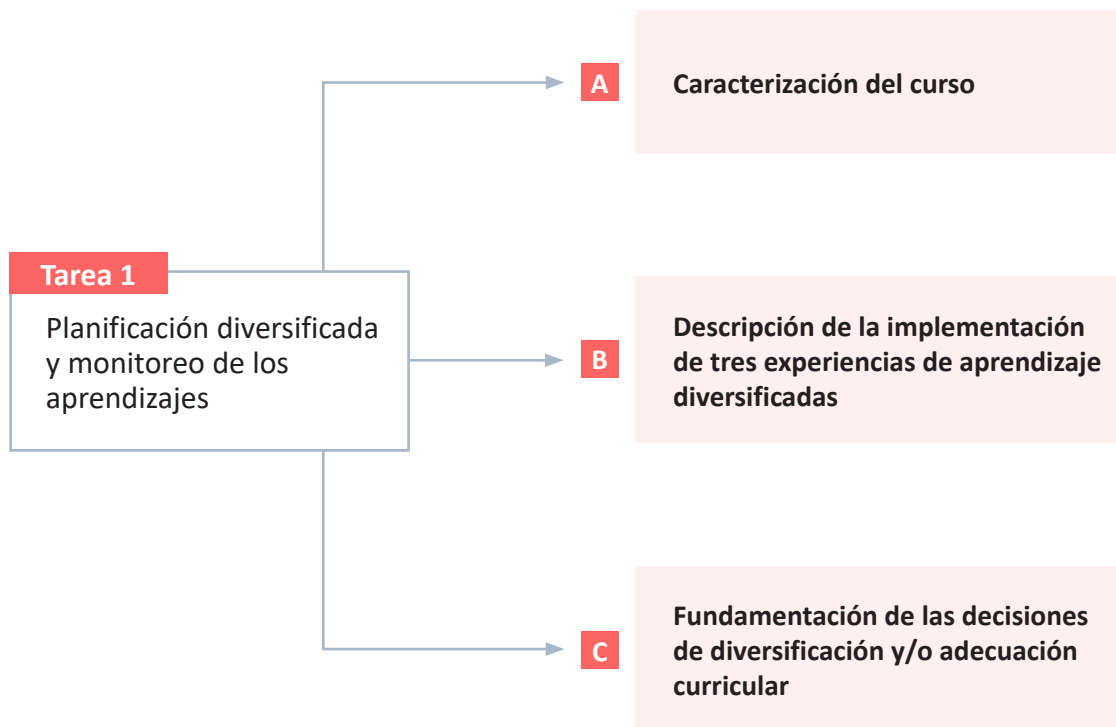 A
Caracterización del curso
Tarea 1
Planificación diversificada
y monitoreo de los
aprendizajes
B
Descripción de la implementación
de tres experiencias de aprendizaje
diversificadas
C
Fundamentación de las decisiones
de diversificación y/o adecuación
curricular